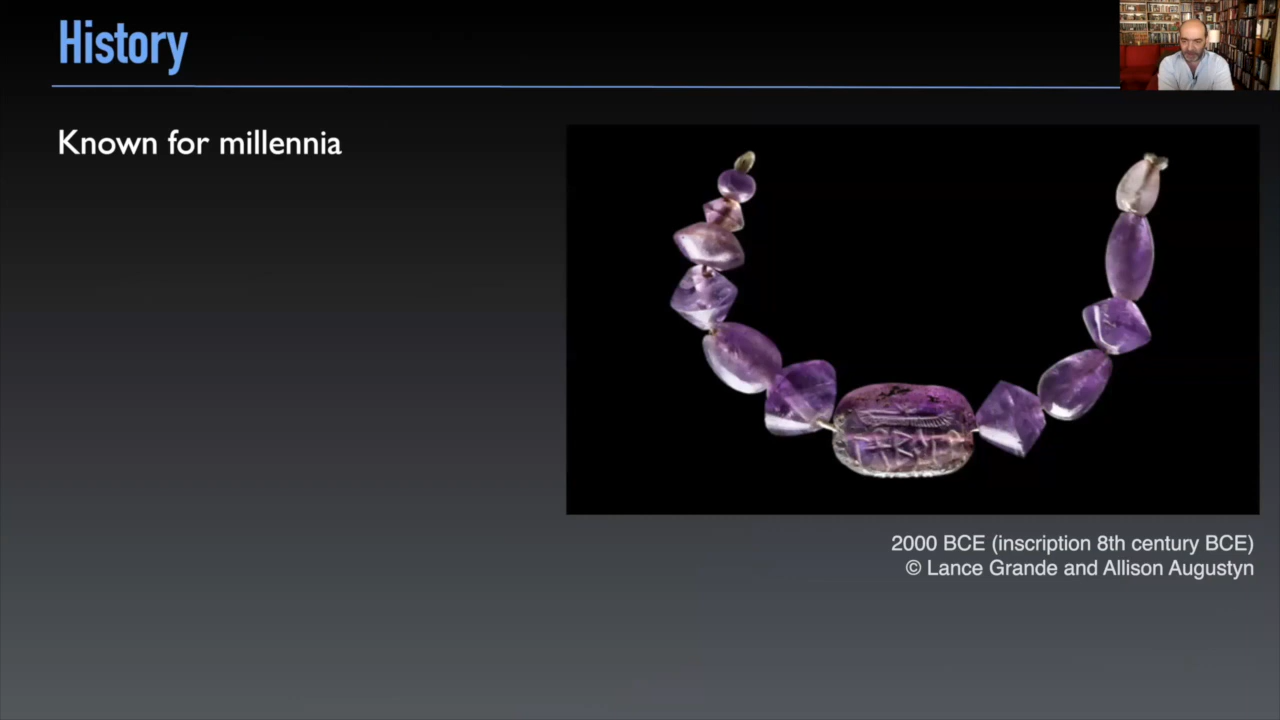 History
Known for millennia
2000 BCE (inscription 8th century BCE)
© Lance Grande and Allison Augustyn